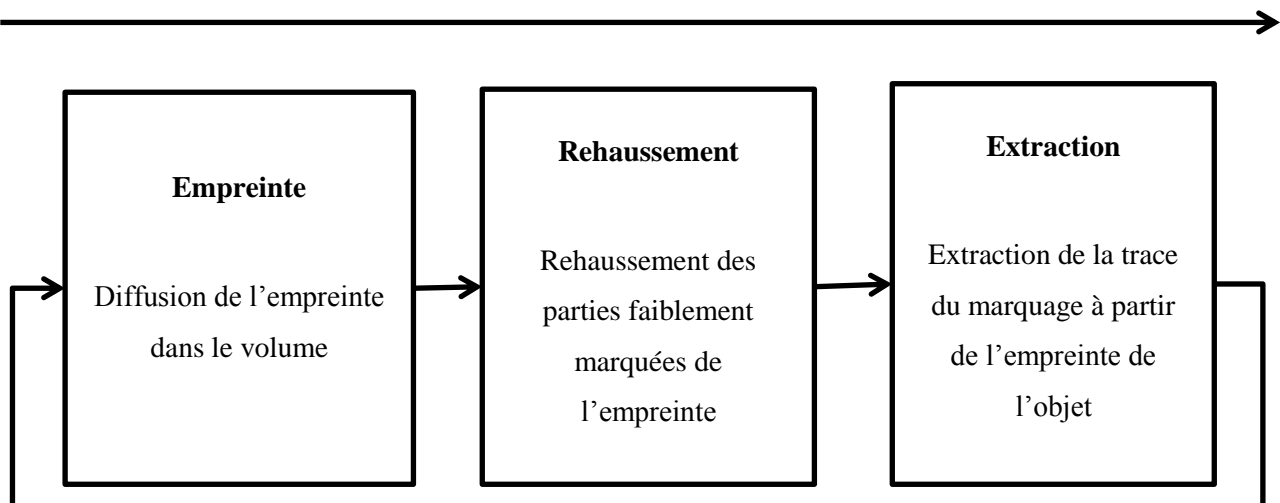 Empreinte
Diffusion de l’empreinte
dans le volume
Rehaussement
Rehaussement des
parties faiblement
marquées de
l’empreinte
Extraction
Extraction de la trace
du marquage à partir
de l’empreinte de
l’objet